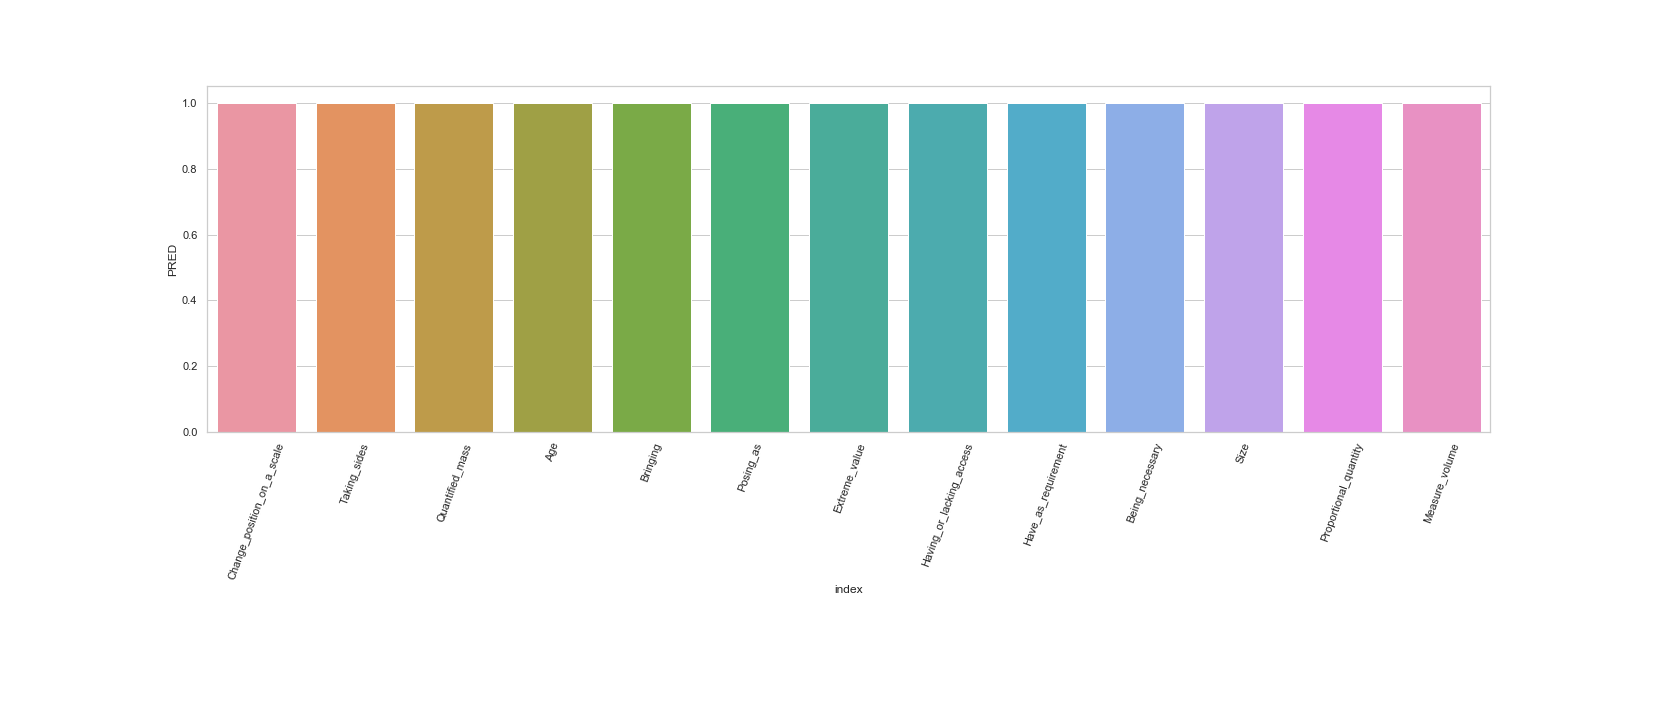 1.0
0.8
0.6
0.4
0.2
0.0
PRED
Change_position_on_a_scale
Taking_sides
Quantified_mass
Age
Bringing
Posing_as
Extreme_value
Having_or_lacking_access
Have_as_requirement
Being_necessary
Size
Proportional_quantity
Measure_volume
index